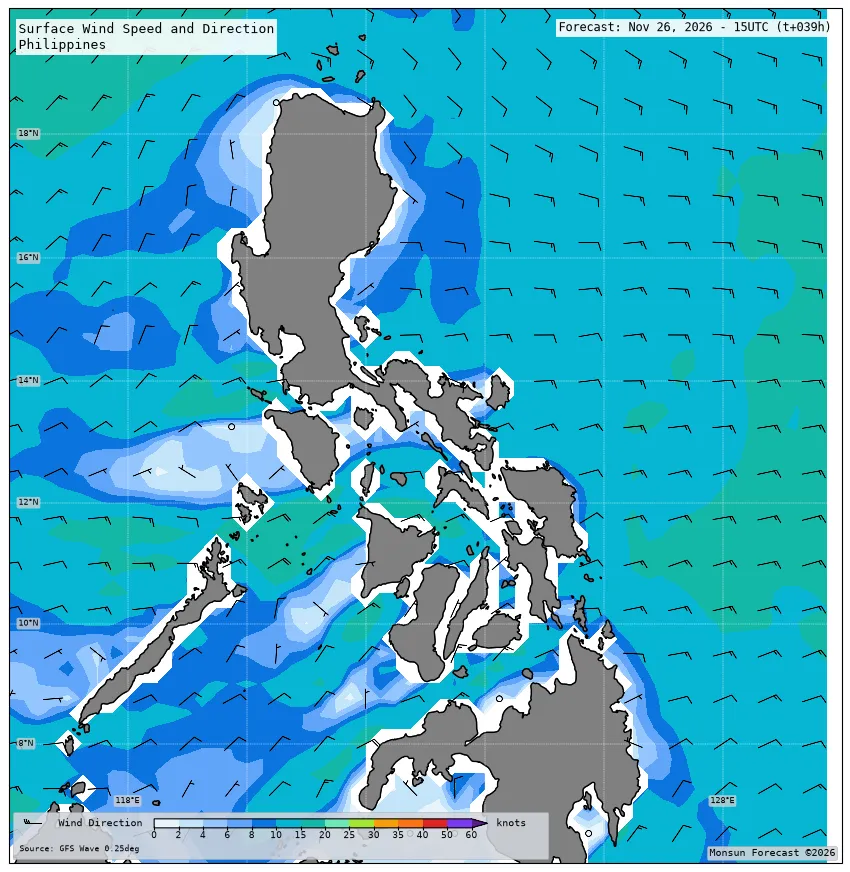 Surface Wind Speed and Direction
Philippines
Forecast: Nov 26, 2026 - 15UTC (t+039h)
18°N
16°N
14°N
12°N
10°N
8°N
118°E
128°E
Wind Direction
0 2 4 6 8 10 15 20 25 30 35 40 50 60
knots
Source: GFS Wave 0.25deg
Monsun Forecast ©2026